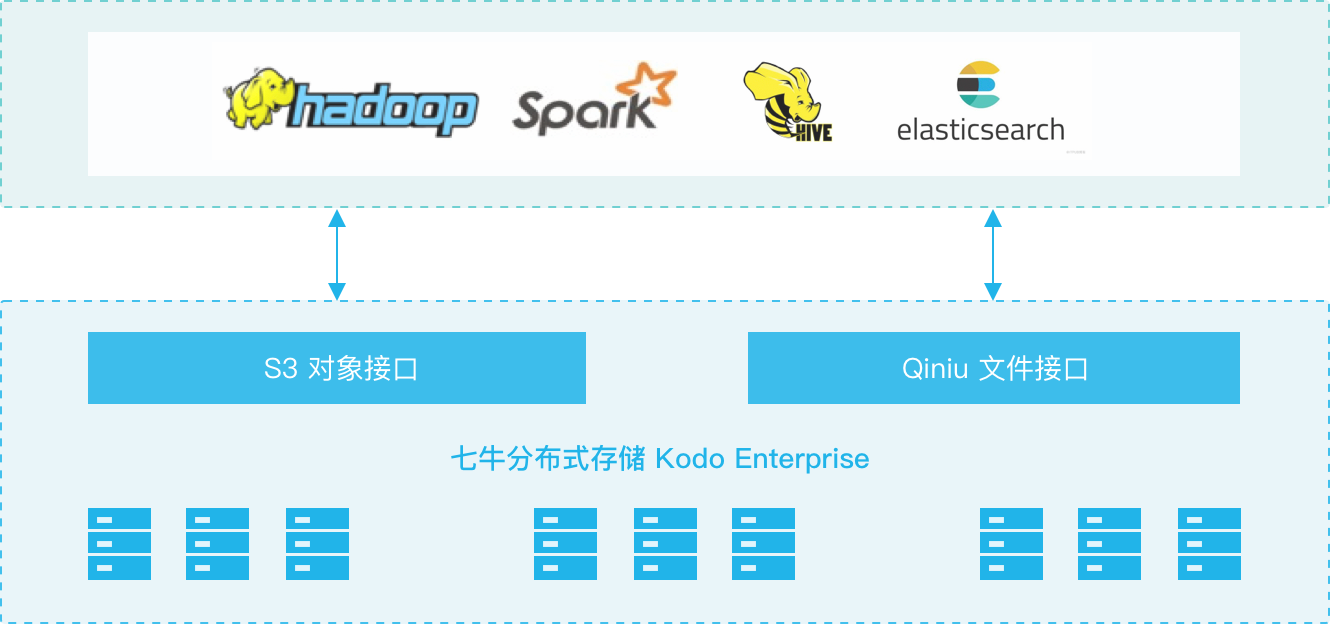 hadoop
Spark
HIVE
elasticsearch
S3 对象接口
Qiniu 文件接口
七牛分布式存储 Kodo Enterprise